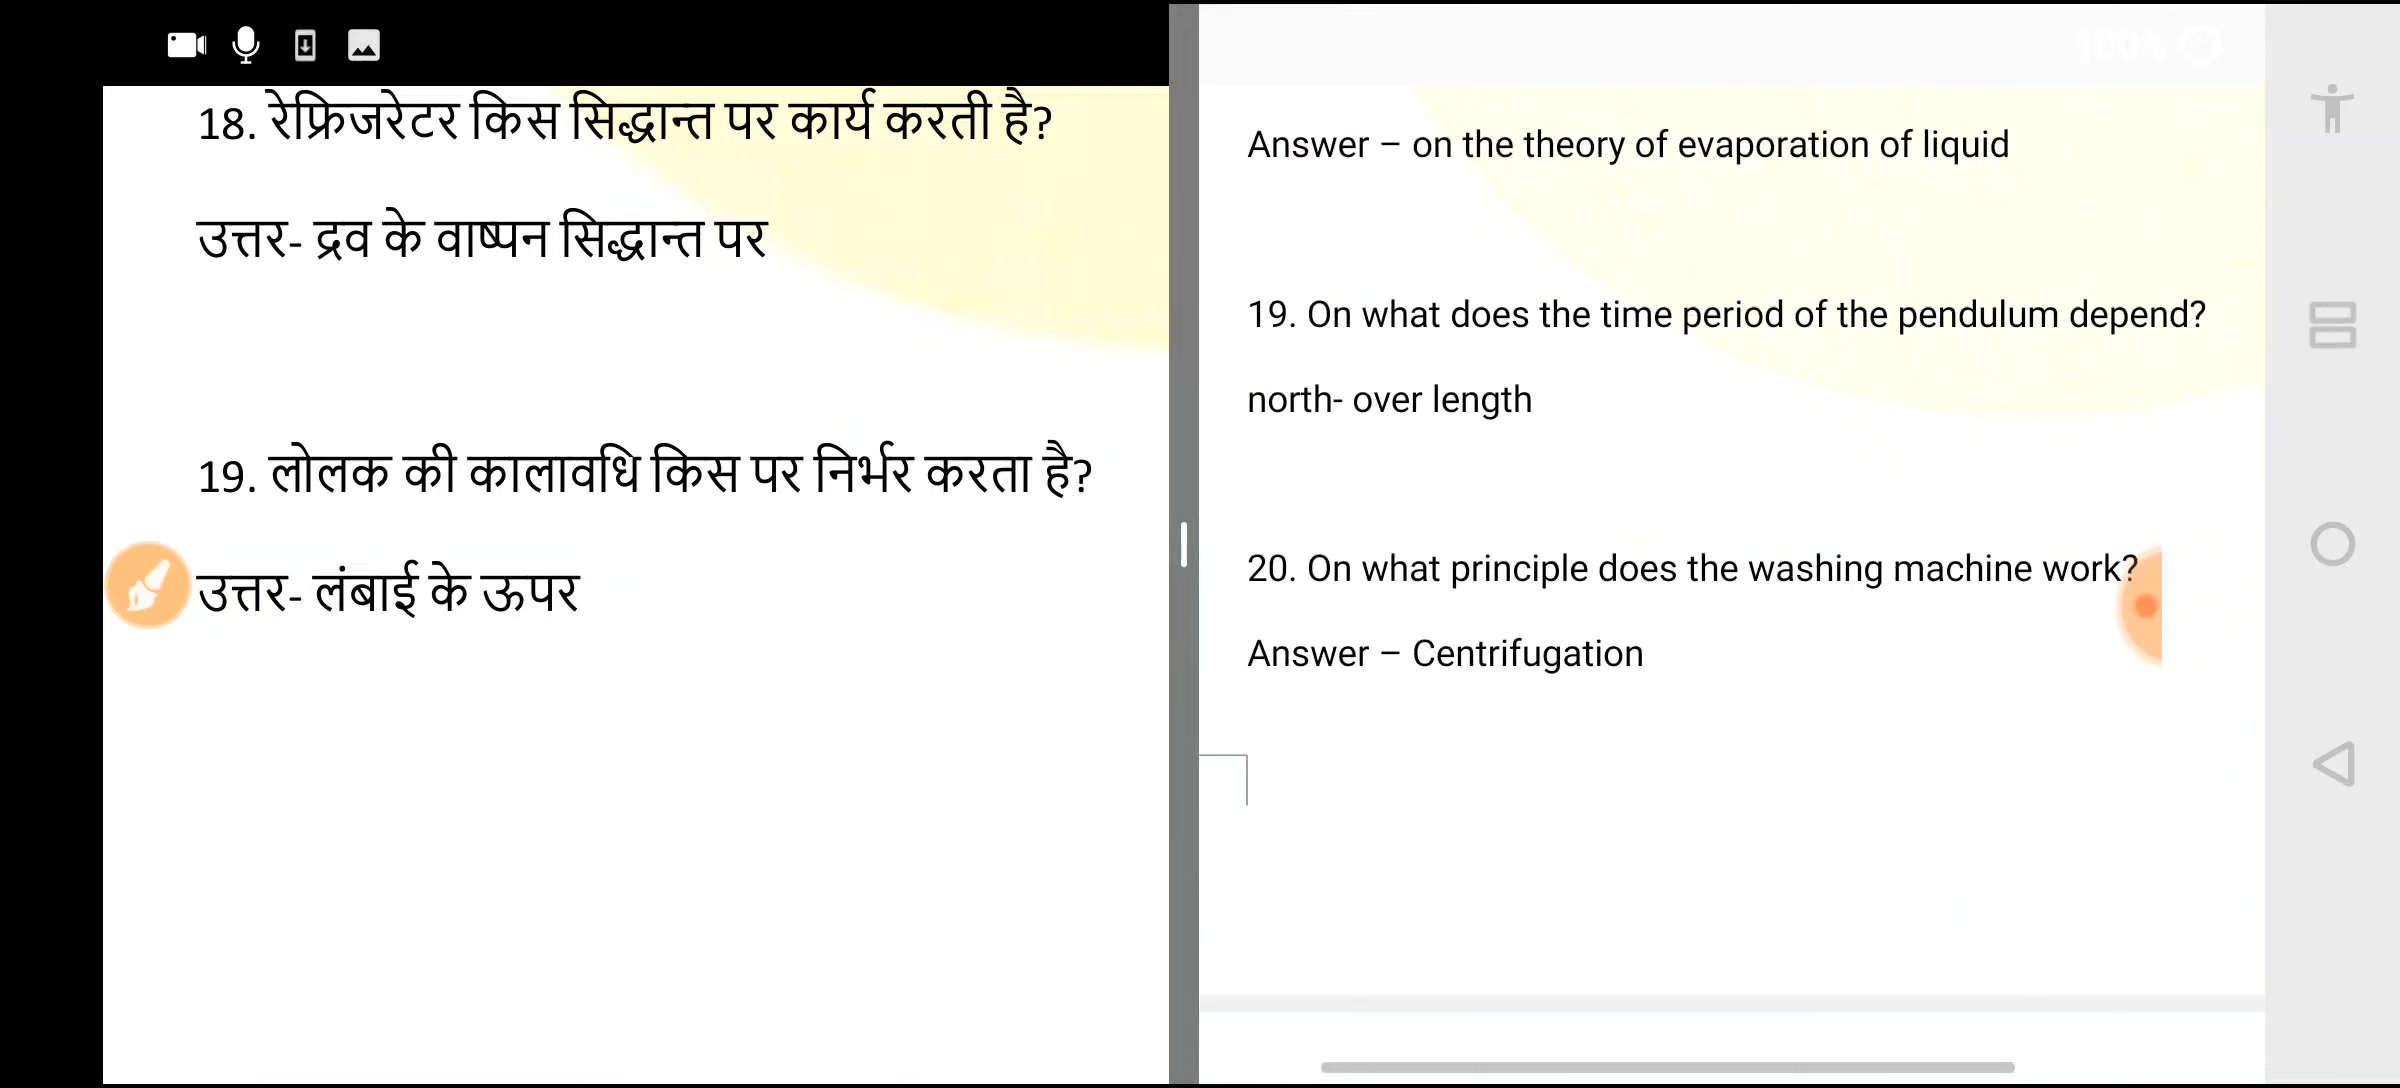 18. रेफ्रिजरेटर किस सिद्धान्त पर कार्य करती है?
उत्तर- द्रव के वाष्पन सिद्धान्त पर
19. लोलक की कालावधि किस पर निर्भर करता है?
उत्तर- लंबाई के ऊपर
100%
Answer – on the theory of evaporation of liquid
19. On what does the time period of the pendulum depend?
north- over length
20. On what principle does the washing machine work?
Answer – Centrifugation